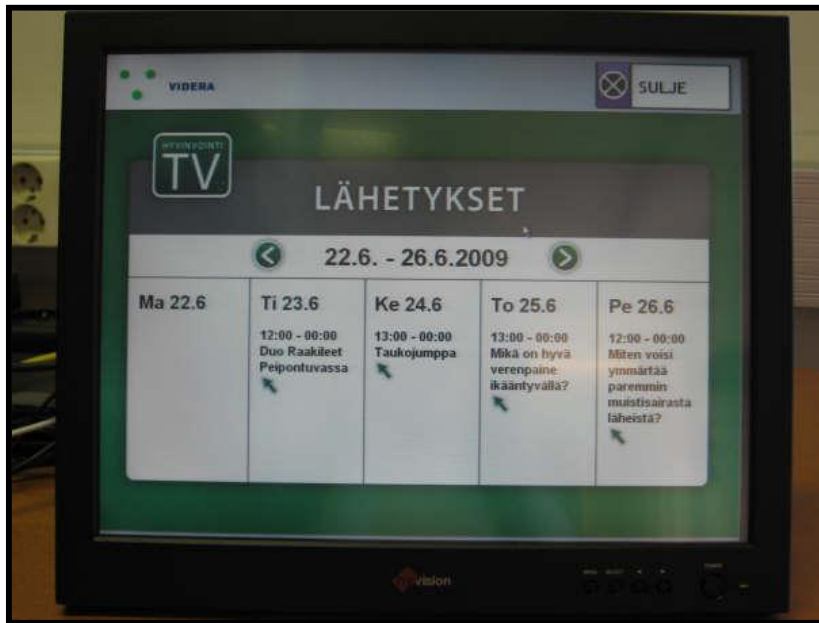 VIDERA
SULJE
HYVINVOINTI
TV
LÄHETYKSET
22.6. - 26.6.2009
Ma 22.6
Ti 23.6
12:00 - 00:00
Duo Raakileet
Peipontuvassa
Ke 24.6
13:00 - 00:00
Taukojumppa
To 25.6
13:00 - 00:00
Mikä on hyvä
verenpaine
ikääntyvällä?
Pe 26.6
12:00 - 00:00
Miten voisi
ymmärtää
paremmin
muistisairasta
läheistä?